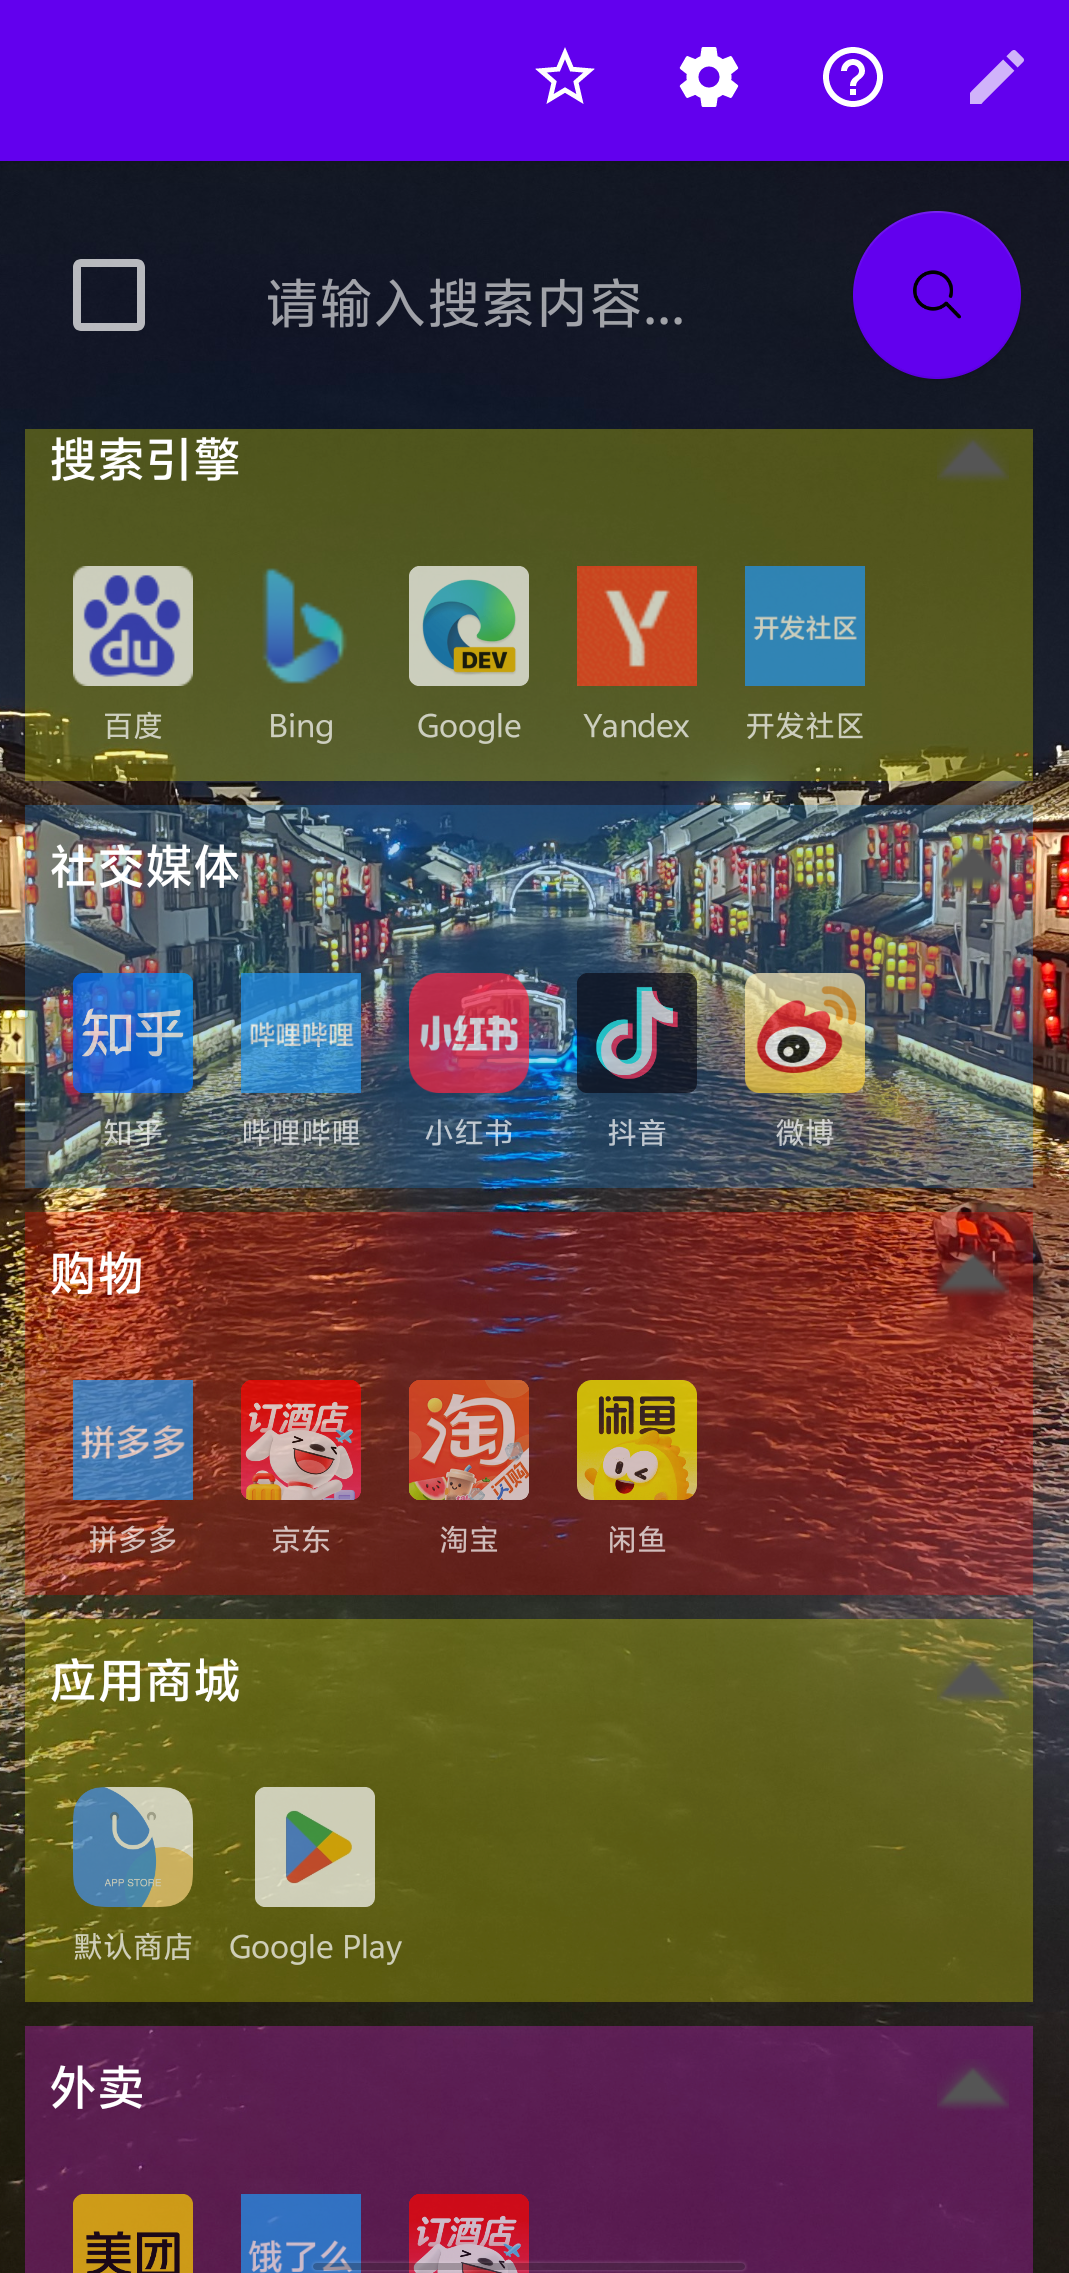 请输入搜索内容...
搜索引擎
du
DEV
开发社区
百度
Bing
Google
Yandex
开发社区
社交媒体
知乎
哔哩哔哩
小红书
知乎
哔哩哔哩
小红书
抖音
微博
购物
拼多多
订酒店
淘
闪购
闲鱼
拼多多
京东
淘宝
闲鱼
应用商城
APP STORE
默认商店
Google Play
外卖
美团
饿了么
订酒店